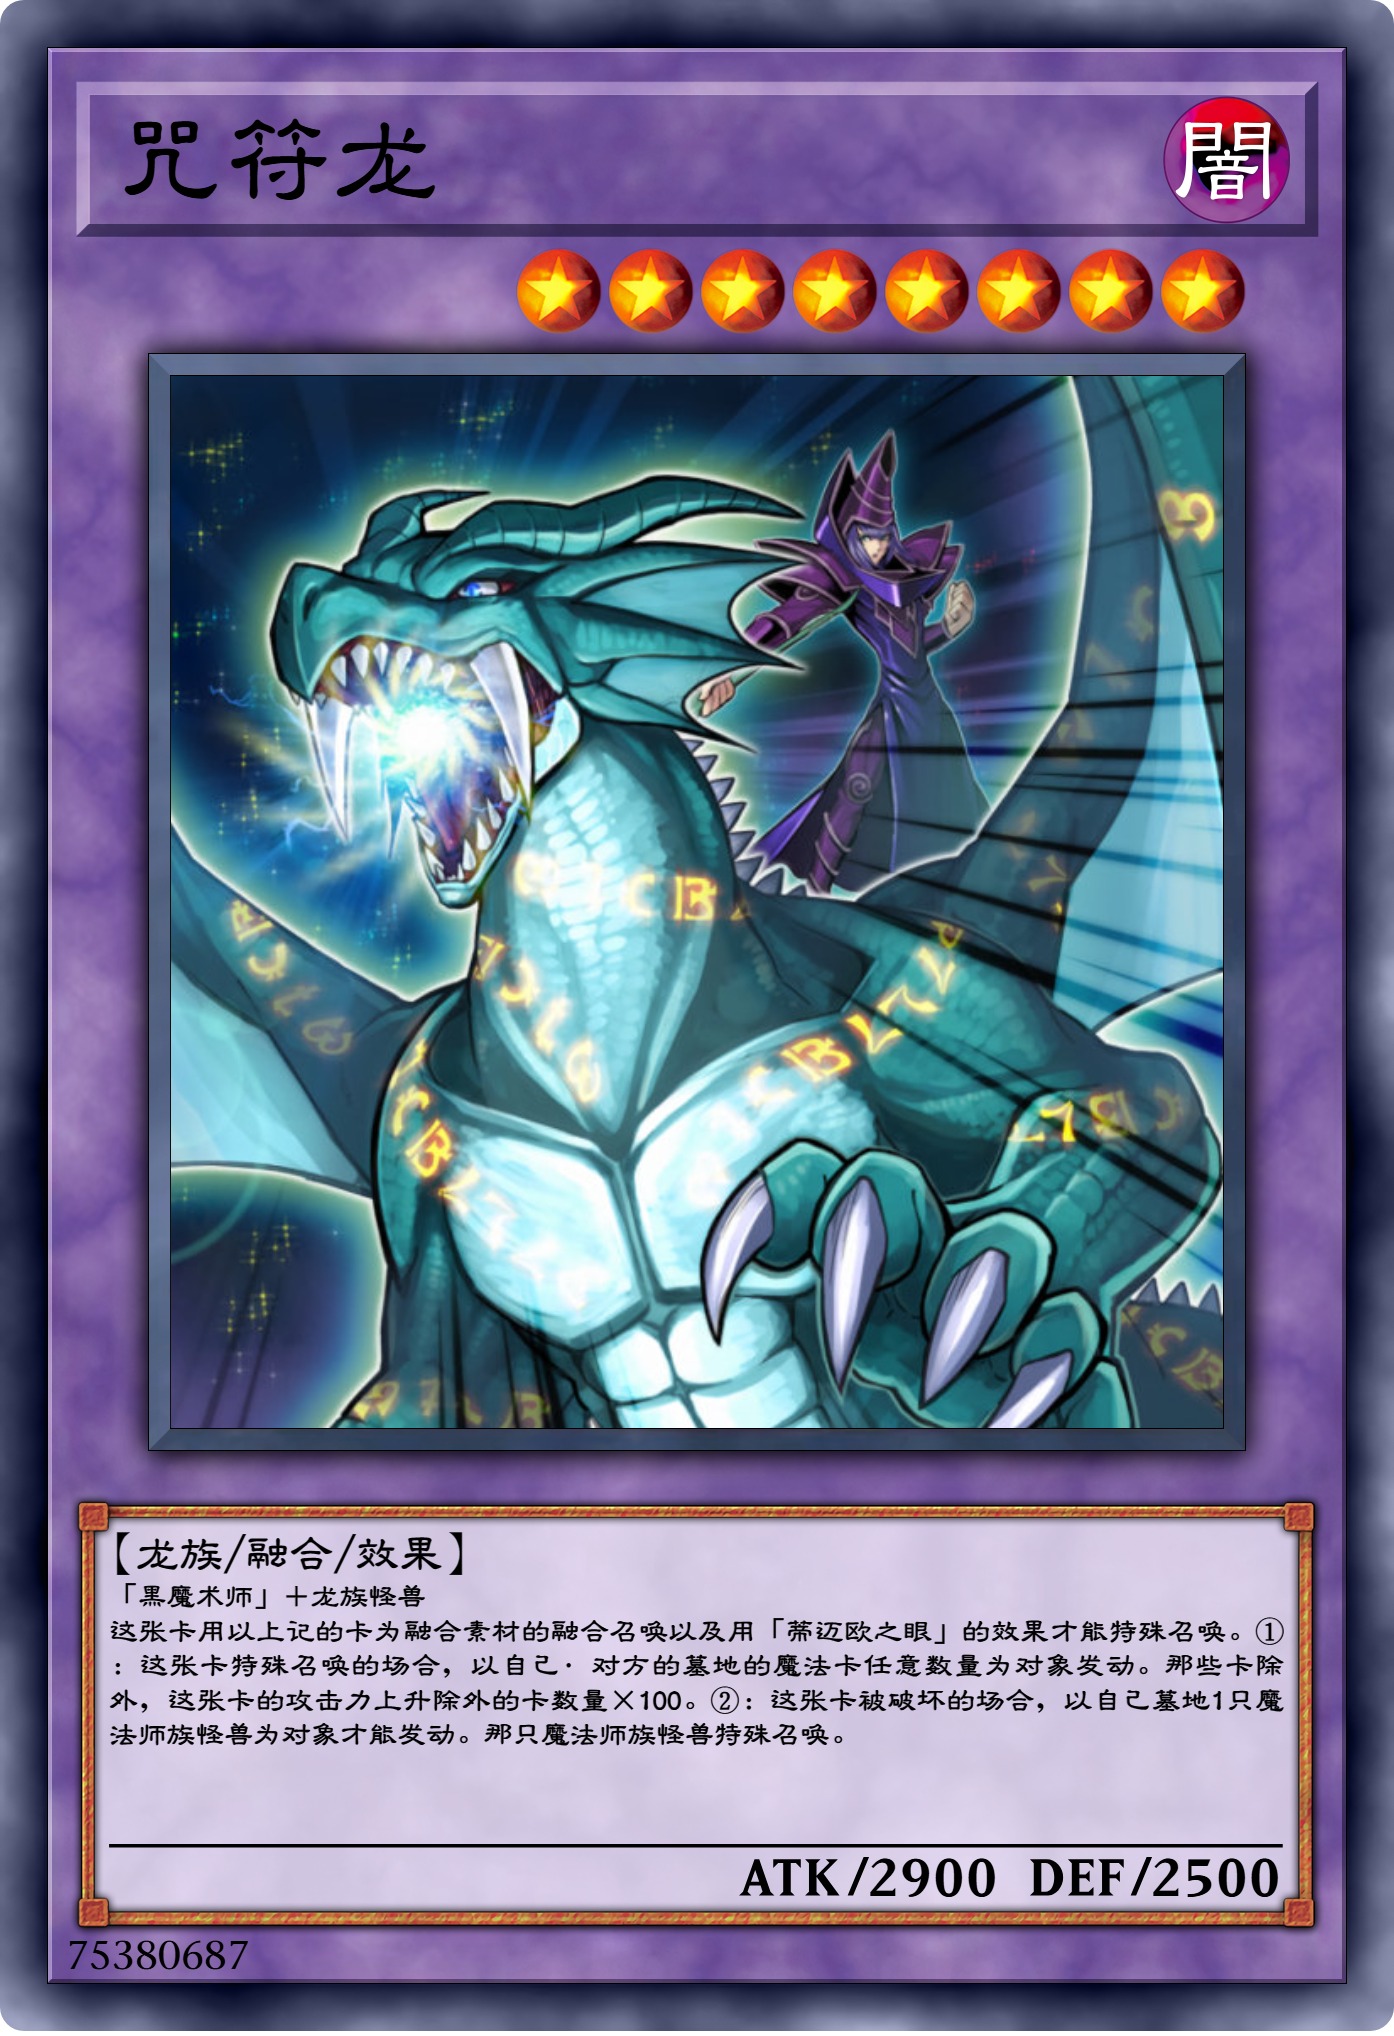 咒符龙
闇
【龙族/融合/效果】
「黑魔术师」＋龙族怪兽
这张卡用以上记的卡为融合素材的融合召唤以及用「蒂迈欧之眼」的效果才能特殊召唤。①
：这张卡特殊召唤的场合，以自己·对方的墓地的魔法卡任意数量为对象发动。那些卡除
外，这张卡的攻击力上升除外的卡数量×100。②：这张卡被破坏的场合，以自己墓地1只魔
法师族怪兽为对象才能发动。那只魔法师族怪兽特殊召唤。
ATK/2900 DEF/2500
75380687